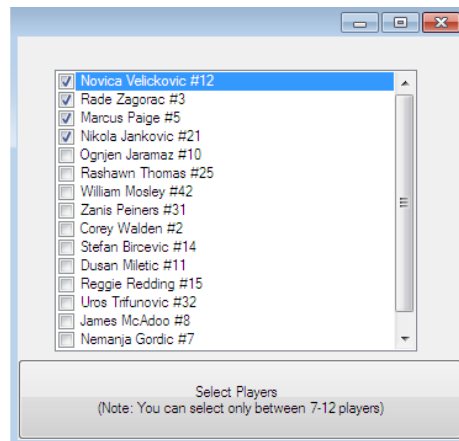 Novica Velickovic #12
Rade Zagorac #3
Marcus Paige #5
Nikola Jankovic #21
Ognjen Jaramaz #10
Rashawn Thomas #25
William Mosley #42
Zanis Peiners #31
Corey Walden #2
Stefan Bircevic #14
Dusan Miletic #11
Reggie Redding #15
Uros Trifunovic #32
James McAdoo #8
Nemanja Gordic #7
Select Players
(Note: You can select only between 7-12 players)